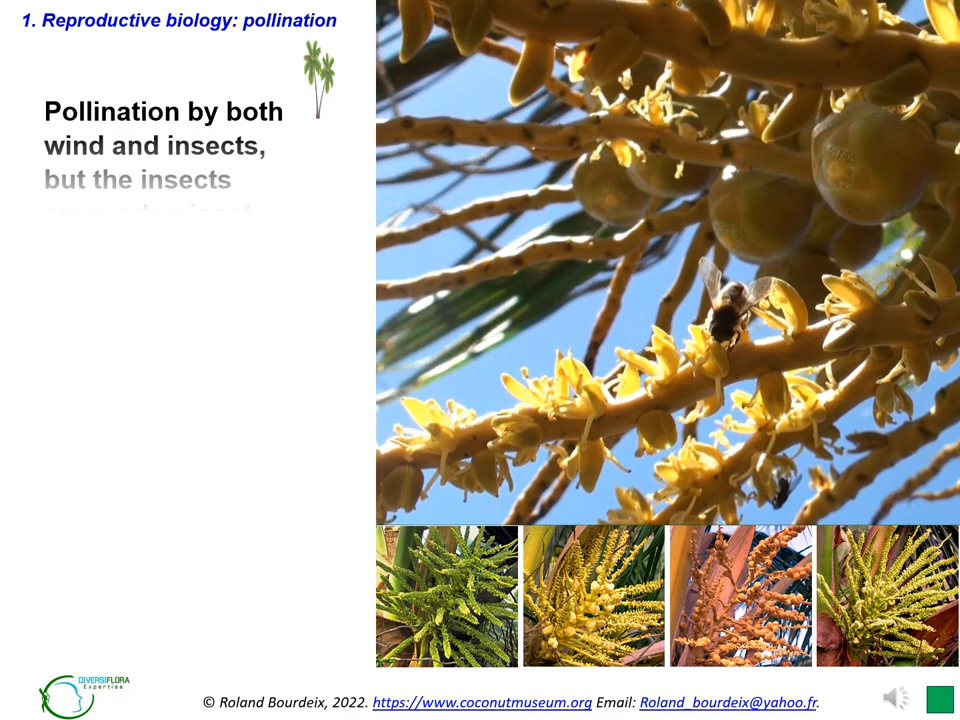 1. Reproductive biology: pollination
Pollination by both
wind and insects,
but the insects
DIVERSIFLORA
Expertise
© Roland Bourdeix, 2022. https://www.coconutmuseum.org Email: Roland_bourdeix@yahoo.fr.